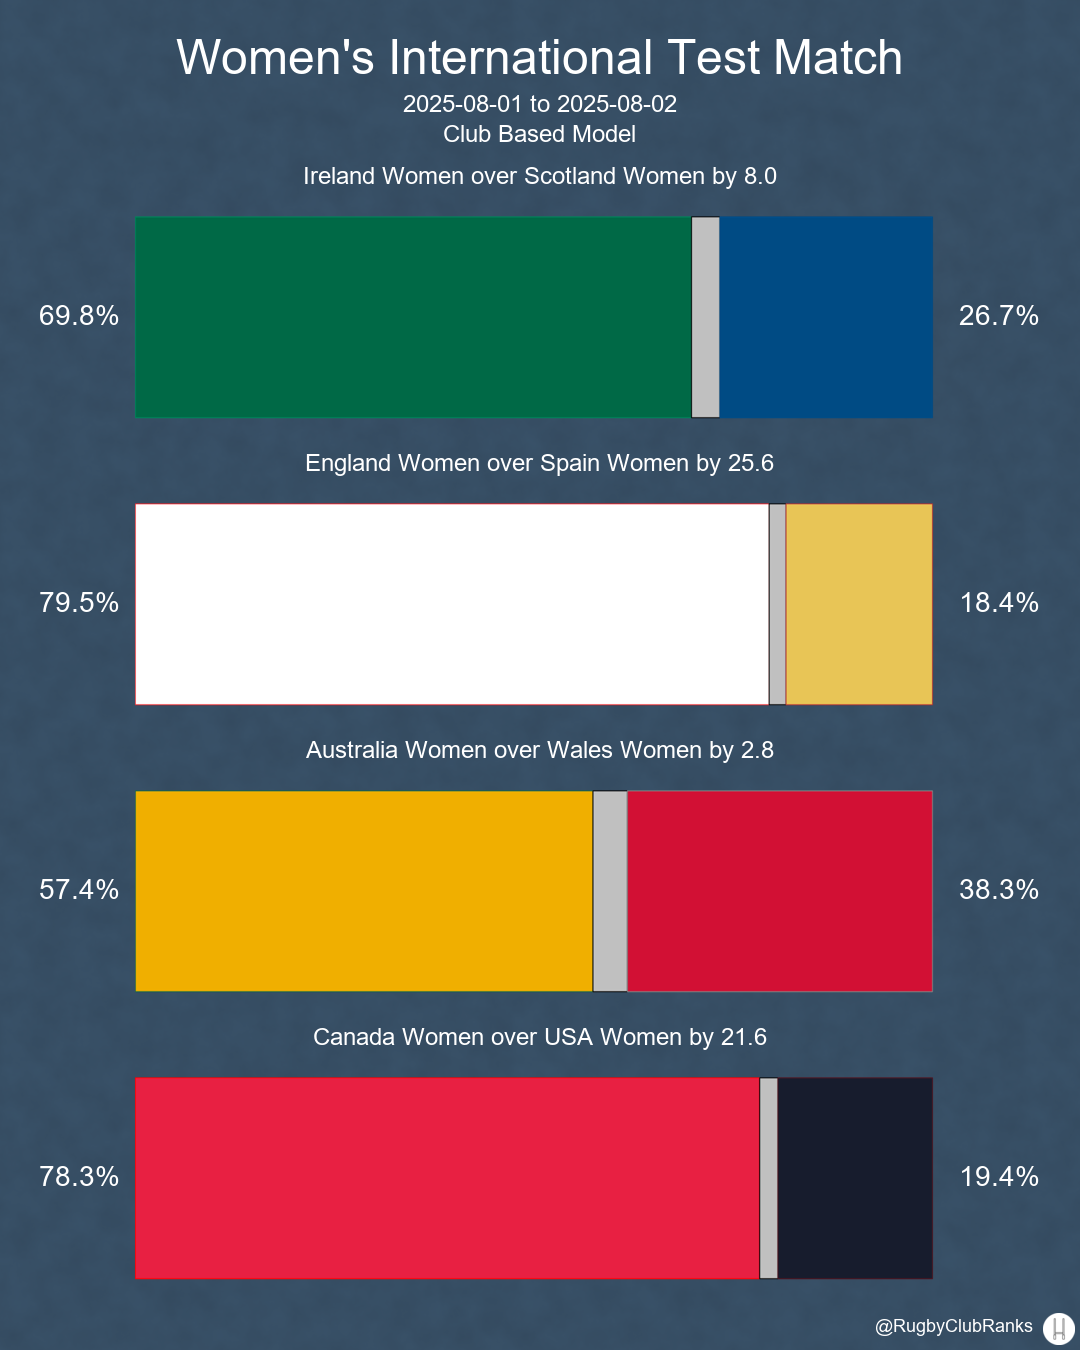 Women's International Test Match
2025-08-01 to 2025-08-02
Club Based Model
Ireland Women over Scotland Women by 8.0
69.8%
26.7%
England Women over Spain Women by 25.6
79.5%
18.4%
Australia Women over Wales Women by 2.8
57.4%
38.3%
Canada Women over USA Women by 21.6
78.3%
19.4%
@RugbyClubRanks